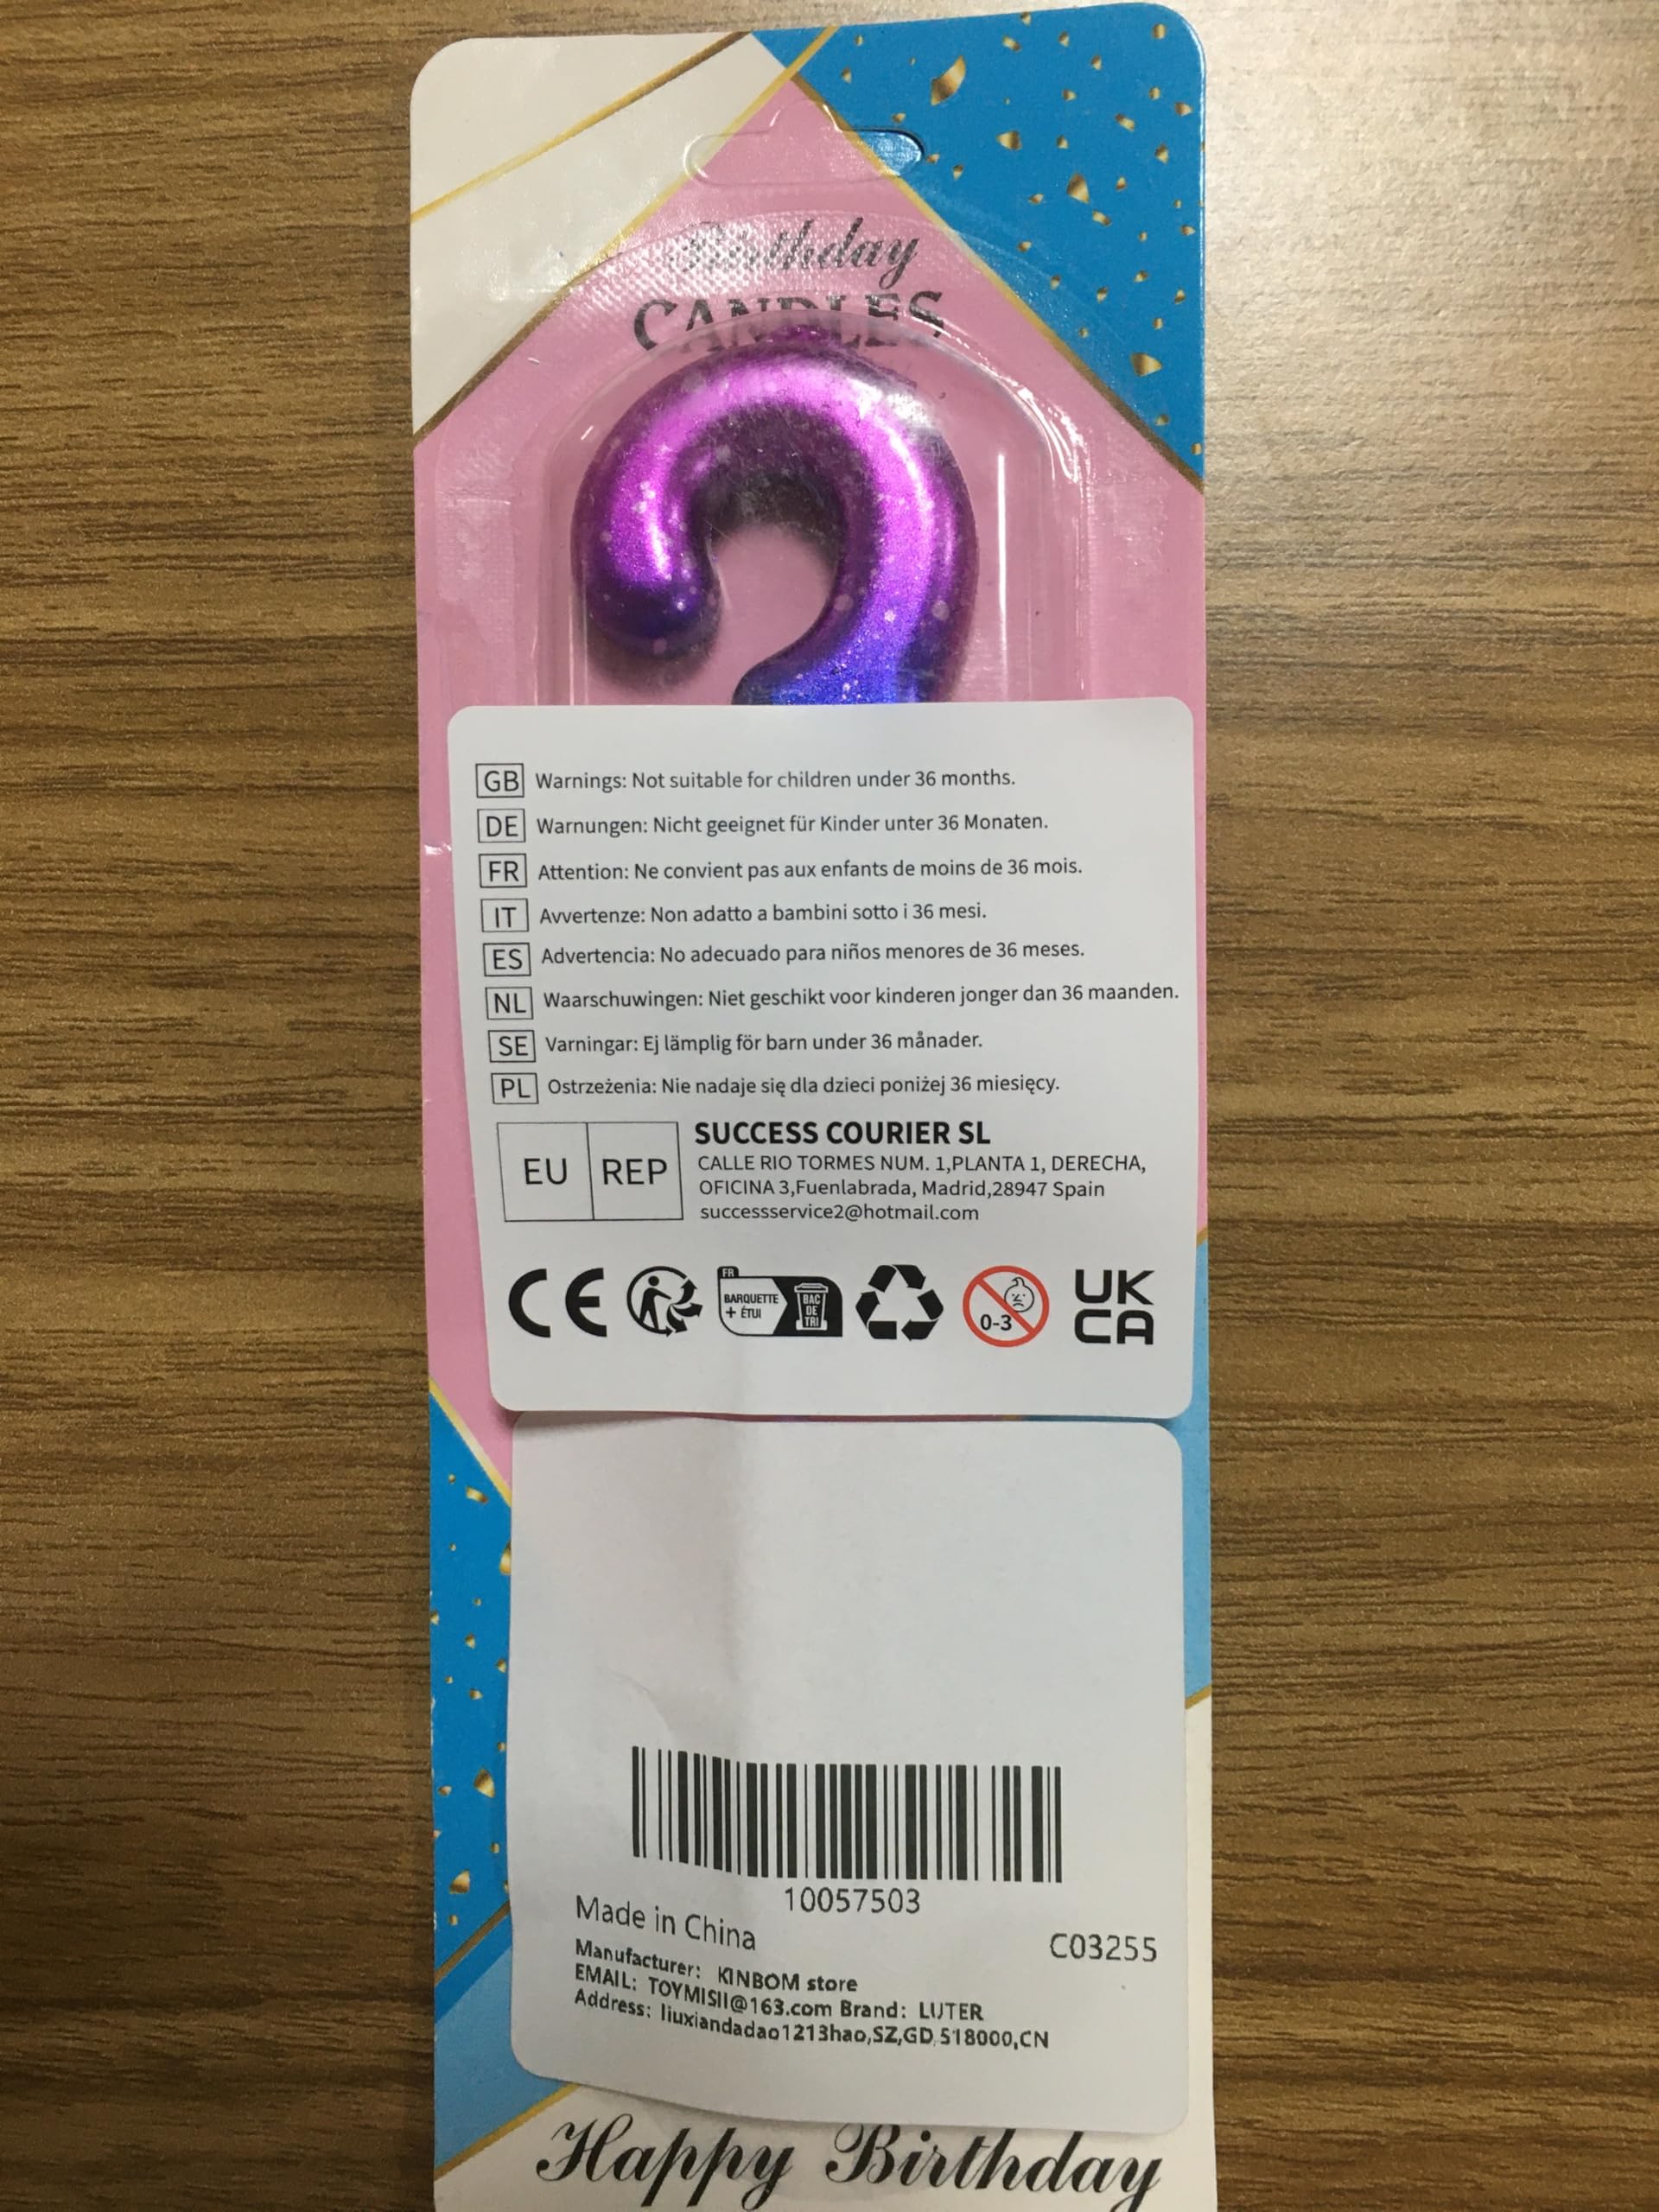 Birthday
CANDLES
GB Warnings: Not suitable for children under 36 months.
DE Warnungen: Nicht geeignet für Kinder unter 36 Monaten.
FR Attention: Ne convient pas aux enfants de moins de 36 mois.
IT Avvertenze: Non adatto a bambini sotto i 36 mesi.
ES Advertencia: No adecuado para niños menores de 36 meses.
NL Waarschuwingen: Niet geschikt voor kinderen jonger dan 36 maanden.
SE Varningar: Ej lämplig för barn under 36 månader.
PL Ostrzeżenia: Nie nadaje się dla dzieci poniżej 36 miesięcy.
EU REP
SUCCESS COURIER SL
CALLE RIO TORMES NUM. 1,PLANTA 1, DERECHA,
OFICINA 3,Fuenlabrada, Madrid,28947 Spain
successservice2@hotmail.com
CE
FR
BARQUETTE
+ ÉTUI
BAC
DE
TRI
0-3
UK
CA
10057503
Made in China
C03255
Manufacturer: KINBOM store
EMAIL: TOYMISII@163.com Brand: LUTER
Address: liuxiandadao1213hao,SZ,GD,518000,CN
Happy Birthday